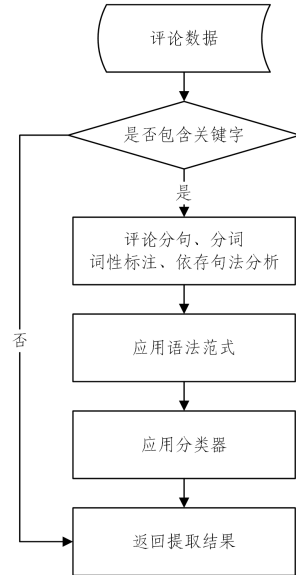 评论数据
是否包含关键字
是
评论分句、分词
词性标注、依存句法分析
否
应用语法范式
应用分类器
返回提取结果